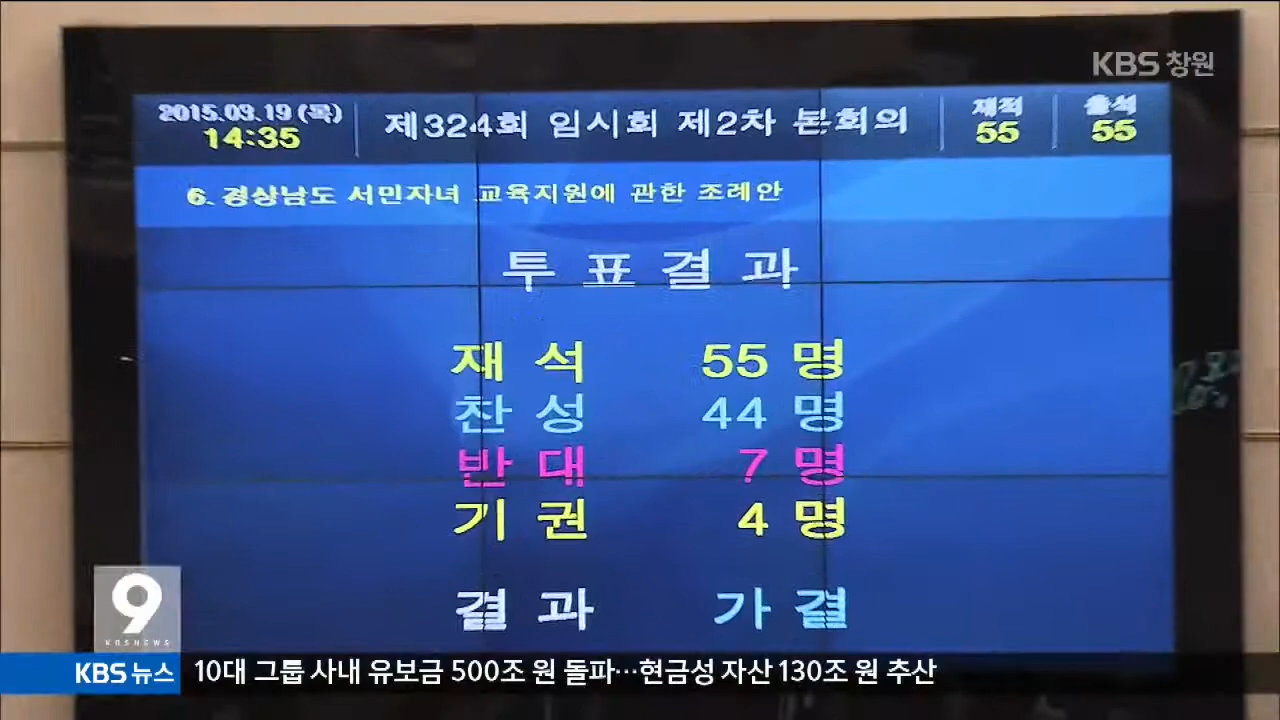 KBS 창원
2015.03.19 (목)
14:35
제324회 임시회 제2차 본회의
재적
55
출석
55
6. 경상남도 서민자녀 교육지원에 관한 조례안
투표결과
재석 55 명
찬성 44 명
반대 7 명
기권 4 명
결과 가결
9
KBS NEWS
KBS 뉴스 10대 그룹 사내 유보금 500조 원 돌파…현금성 자산 130조 원 추산